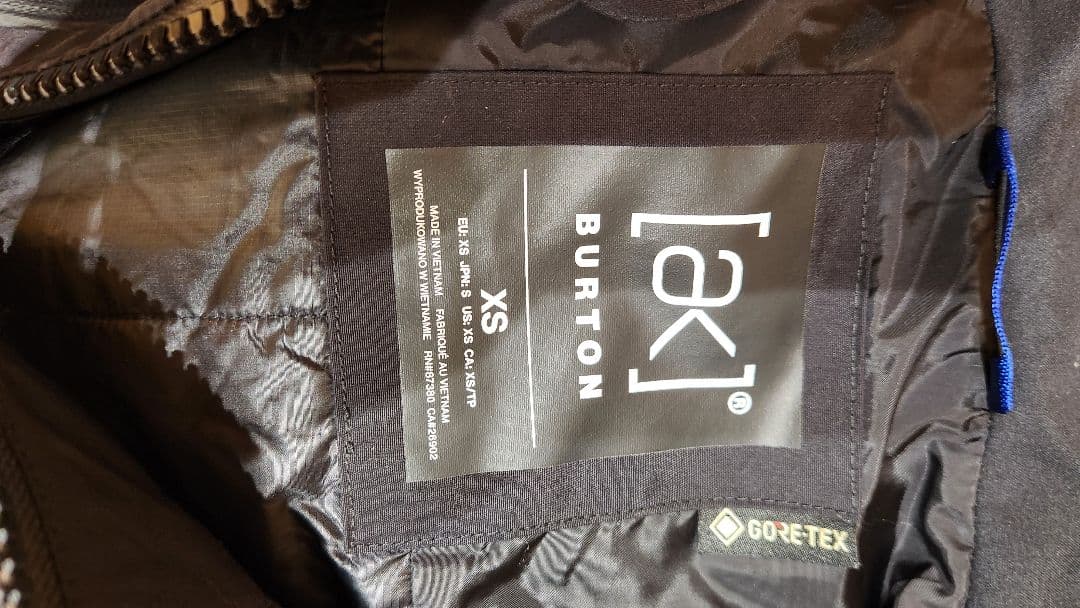 [ak]®
BURTON
XS
EU: XS JPN: S US: XS CA: XS/TP
MADE IN VIETNAM FABRIQUÉ AU VIETNAM
WYPRODUKOWANO W WIETNAMIE RN#87380 CA#26902
GORE-TEX